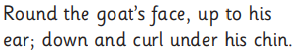 Round the goat's face, up to his
ear; down and curl under his chin.